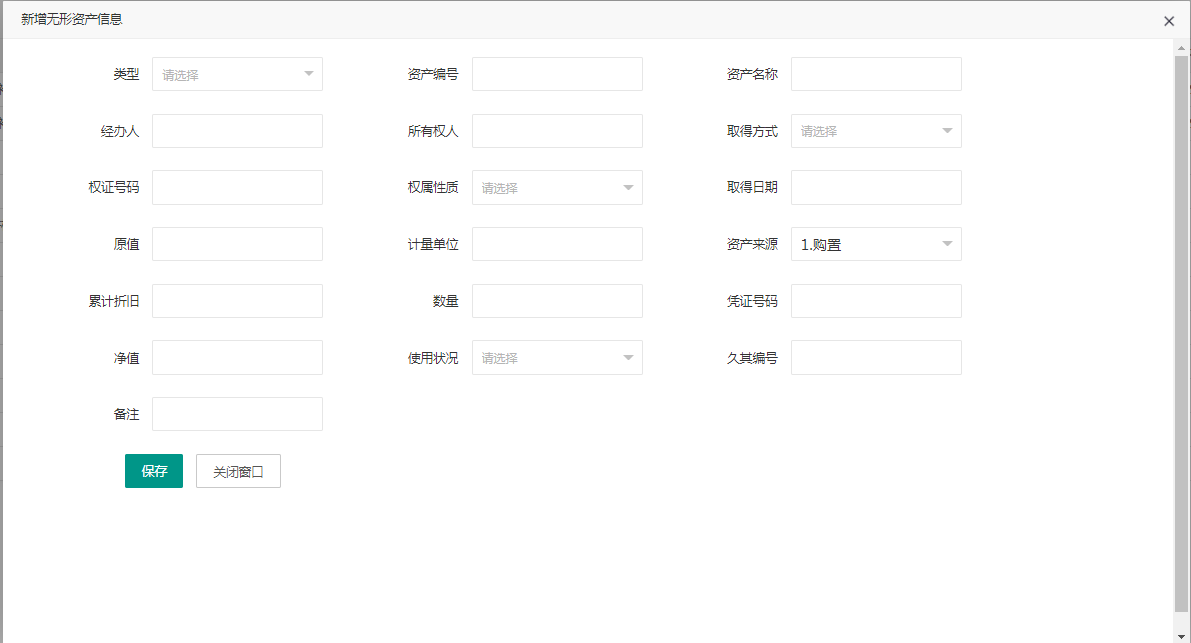 新增无形资产信息
类型 请选择 资产编号 资产名称
经办人 所有权人 取得方式 请选择
权证号码 权属性质 请选择 取得日期
原值 计量单位 资产来源 1.购置
累计折旧 数量 凭证号码
净值 使用状况 请选择 久其编号
备注
保存 关闭窗口